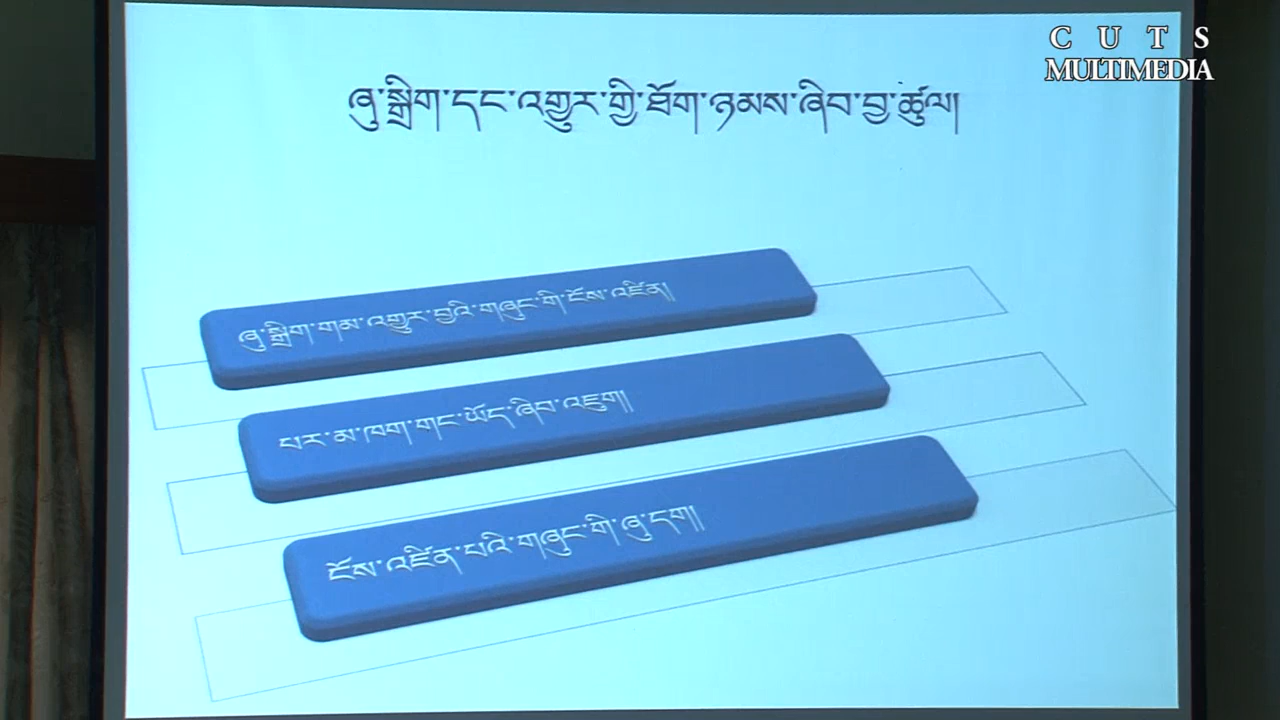 C U T S
MULTIMEDIA
ཞུ་སྒྲིག་དང་འགྱུར་གྱི་ཐོག་ཉམས་ཞིབ་བྱ་ཚུལ།
ཞུ་སྒྲིག་གམ་འགྱུར་བྱའི་གཞུང་གི་ངོས་འཛིན།
པར་མ་ཁག་གང་ཡོད་ཞིབ་འཇུག།
ངོས་འཛིན་པའི་གཞུང་གི་ཞུ་དག།